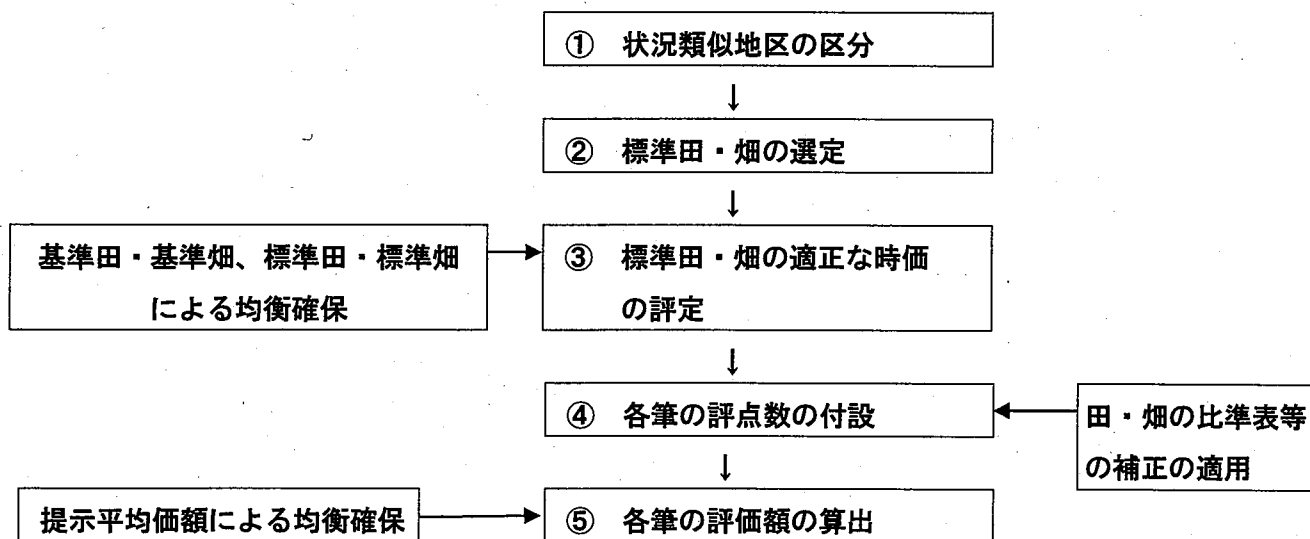 ① 状況類似地区の区分
↓
② 標準田・畑の選定
↓
基準田・基準畑、標準田・標準畑
による均衡確保
③ 標準田・畑の適正な時価
の評定
↓
④ 各筆の評点数の付設
田・畑の比準表等
の補正の適用
↓
提示平均価額による均衡確保
⑤ 各筆の評価額の算出